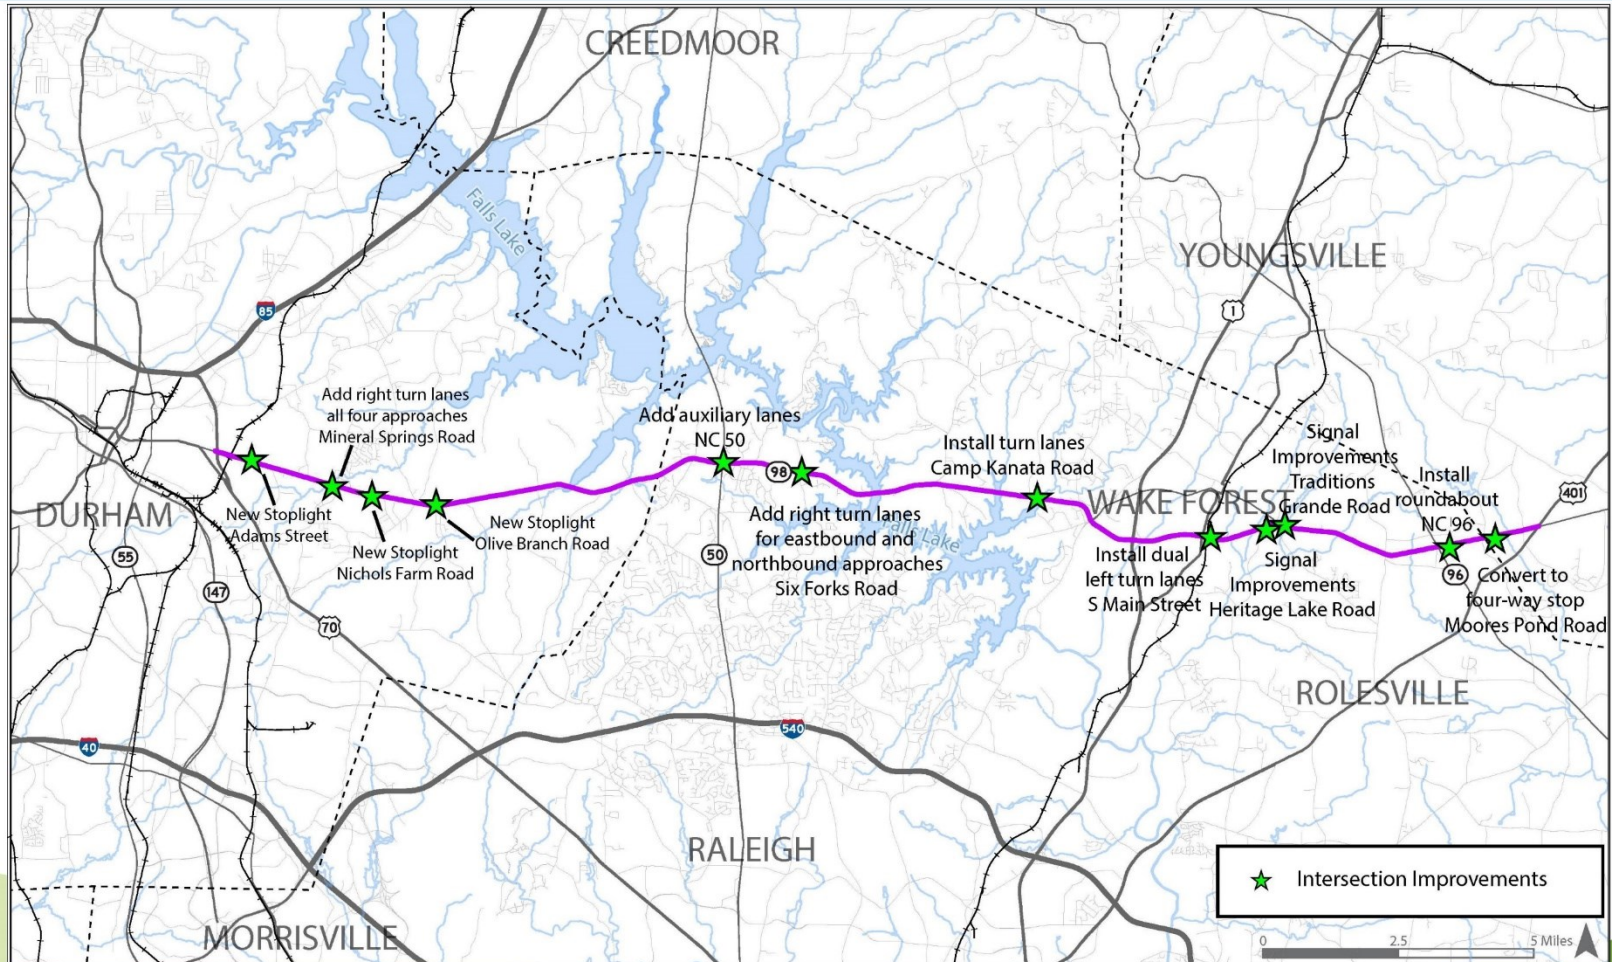 CREEDMOOR
Falls Lake
YOUNGSVILLE
1
85
Add right turn lanes
all four approaches
Mineral Springs Road
Add auxiliary lanes
NC 50
Install turn lanes
Camp Kanata Road
Signal
Improvements
Traditions
Grande Road
Install
roundabout
NC 96
401
98
DURHAM
New Stoplight
Adams Street
New Stoplight
Nichols Farm Road
New Stoplight
Olive Branch Road
Add right turn lanes
for eastbound and
northbound approaches
Six Forks Road
Falls Lake
WAKE FOREST
Install dual
left turn lanes
S Main Street
Signal
Improvements
Heritage Lake Road
96
Convert to
four-way stop
Moores Pond Road
55
147
50
70
ROLESVILLE
40
540
RALEIGH
MORRISVILLE
Intersection Improvements
0 2.5 5 Miles